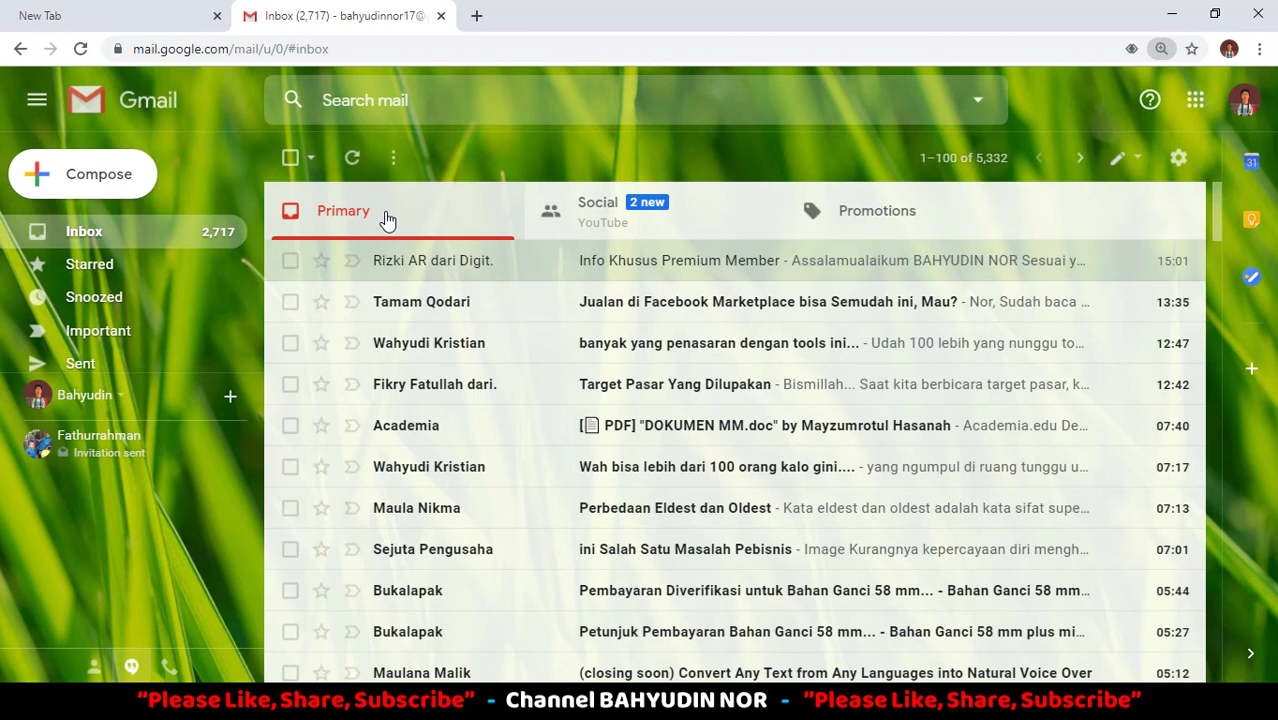 New Tab
Inbox (2,717) - bahyudinnor17@
mail.google.com/mail/u/0/#inbox
Gmail
Search mail
Compose
1–100 of 5,332
31
Primary
Social 2 new
YouTube
Promotions
Inbox 2,717
Starred
Snoozed
Important
Sent
Bahyudin
Fathurrahman
Invitation sent
Rizki AR dari Digit. Info Khusus Premium Member - Assalamualaikum BAHYUDIN NOR Sesuai y… 15:01
Tamam Qodari Jualan di Facebook Marketplace bisa Semudah ini, Mau? - Nor, Sudah baca … 13:35
Wahyudi Kristian banyak yang penasaran dengan tools ini... - Udah 100 lebih yang nunggu to… 12:47
Fikry Fatullah dari. Target Pasar Yang Dilupakan - Bismillah... Saat kita berbicara target pasar, k… 12:42
Academia [📄 PDF] "DOKUMEN MM.doc" by Mayzumrotul Hasanah - Academia.edu De… 07:40
Wahyudi Kristian Wah bisa lebih dari 100 orang kalo gini.... - yang ngumpul di ruang tunggu u… 07:17
Maula Nikma Perbedaan Eldest dan Oldest - Kata eldest dan oldest adalah kata sifat supe… 07:13
Sejuta Pengusaha ini Salah Satu Masalah Pebisnis - Image Kurangnya kepercayaan diri mengh… 07:01
Bukalapak Pembayaran Diverifikasi untuk Bahan Ganci 58 mm... - Bahan Ganci 58 mm… 05:44
Bukalapak Petunjuk Pembayaran Bahan Ganci 58 mm... - Bahan Ganci 58 mm plus mi… 05:27
Maulana Malik (closing soon) Convert Any Text from Any Languages into Natural Voice Over 05:12
"Please Like, Share, Subscribe" - Channel BAHYUDIN NOR - "Please Like, Share, Subscribe"